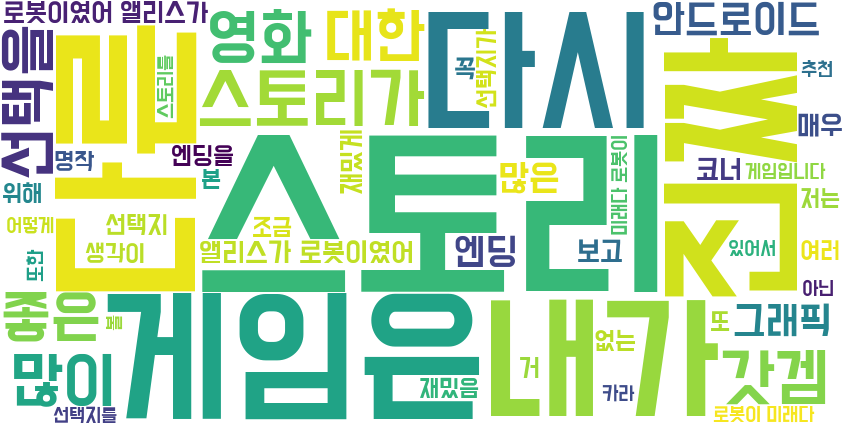 로봇이였어 앨리스가
영화
대한
다시
안드로이드
선택을
다른
스토리를
스토리가
꼭
선택지가
진짜
추천
매우
명작
엔딩을
재밌게
많은
미래다 로봇이
코너
게임입니다
위해
본
스토리
저는
어떻게
선택지
조금
생각이
앨리스가 로봇이였어
엔딩
보고
있어서
여러
또한
아닌
좋은
게임은
내가
또
그래픽
없는
많이
재밌음
거
갓겜
카라
선택지를
로봇이 미래다